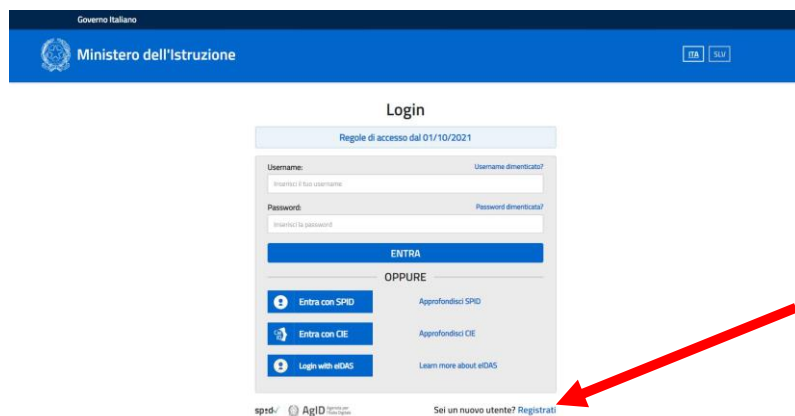 Governo Italiano
Ministero dell'Istruzione
ITA SLV
Login
Regole di accesso dal 01/10/2021
Username: Username dimenticato?
Inserisci il tuo username
Password: Password dimenticata?
Inserisci la password
ENTRA
OPPURE
Entra con SPID Approfondisci SPID
Entra con CIE Approfondisci CIE
Login with eIDAS Learn more about eIDAS
sp:d AgID Sei un nuovo utente? Registrati